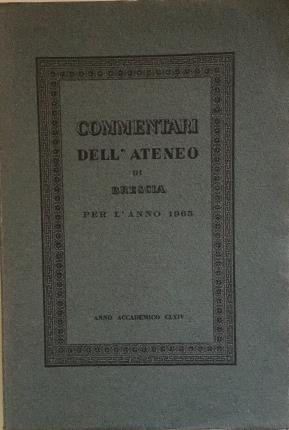 COMMENTARI
DELL' ATENEO
DI
BRESCIA
PER L'ANNO 1965
ANNO ACCADEMICO CLXIV